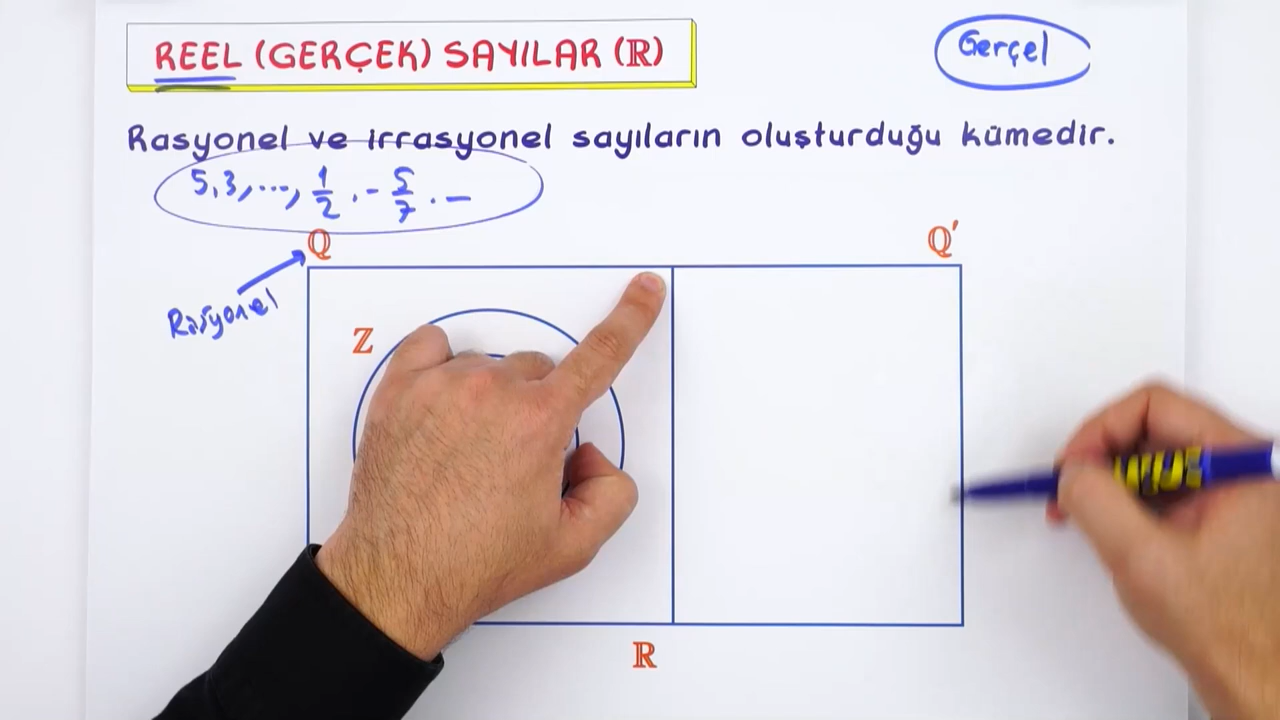 REEL (GERÇEK) SAYILAR (ℝ)
Gerçel
Rasyonel ve irrasyonel sayıların oluşturduğu kümedir.
5, 3, ..., 1/2 . - 5/7 . -
ℚ
ℚ'
Rasyonel
ℤ
ℝ